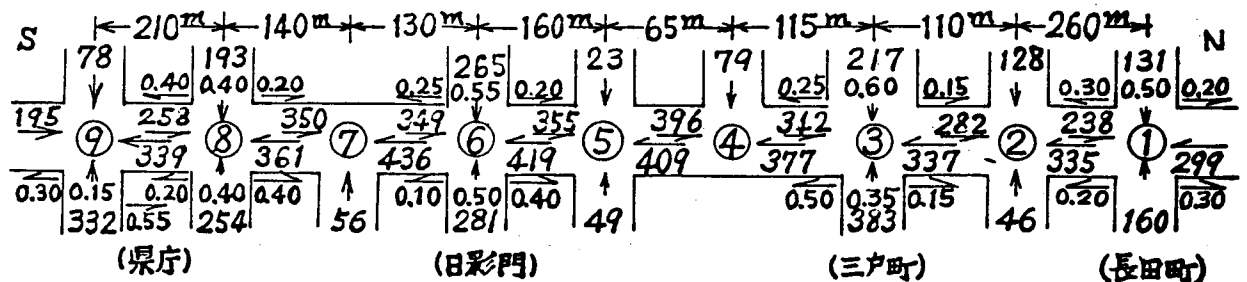 210m 140m 130m 160m 65m 115m 110m 260m
S 78 193 265 23 79 217 128 131 N
0.40 0.40 0.20 0.25 0.55 0.20 0.25 0.60 0.15 0.30 0.50 0.20
195 258 350 349 355 396 342 282 238
⑨ ⑧ ⑦ ⑥ ⑤ ④ ③ ② ①
339 361 436 419 409 377 337 335 299
0.30 0.15 0.20 0.40 0.40 0.10 0.50 0.40 0.50 0.35 0.15 0.20 0.30
332 0.55 254 56 281 49 383 46 160
(県庁) (日影門) (三戸町) (長田町)